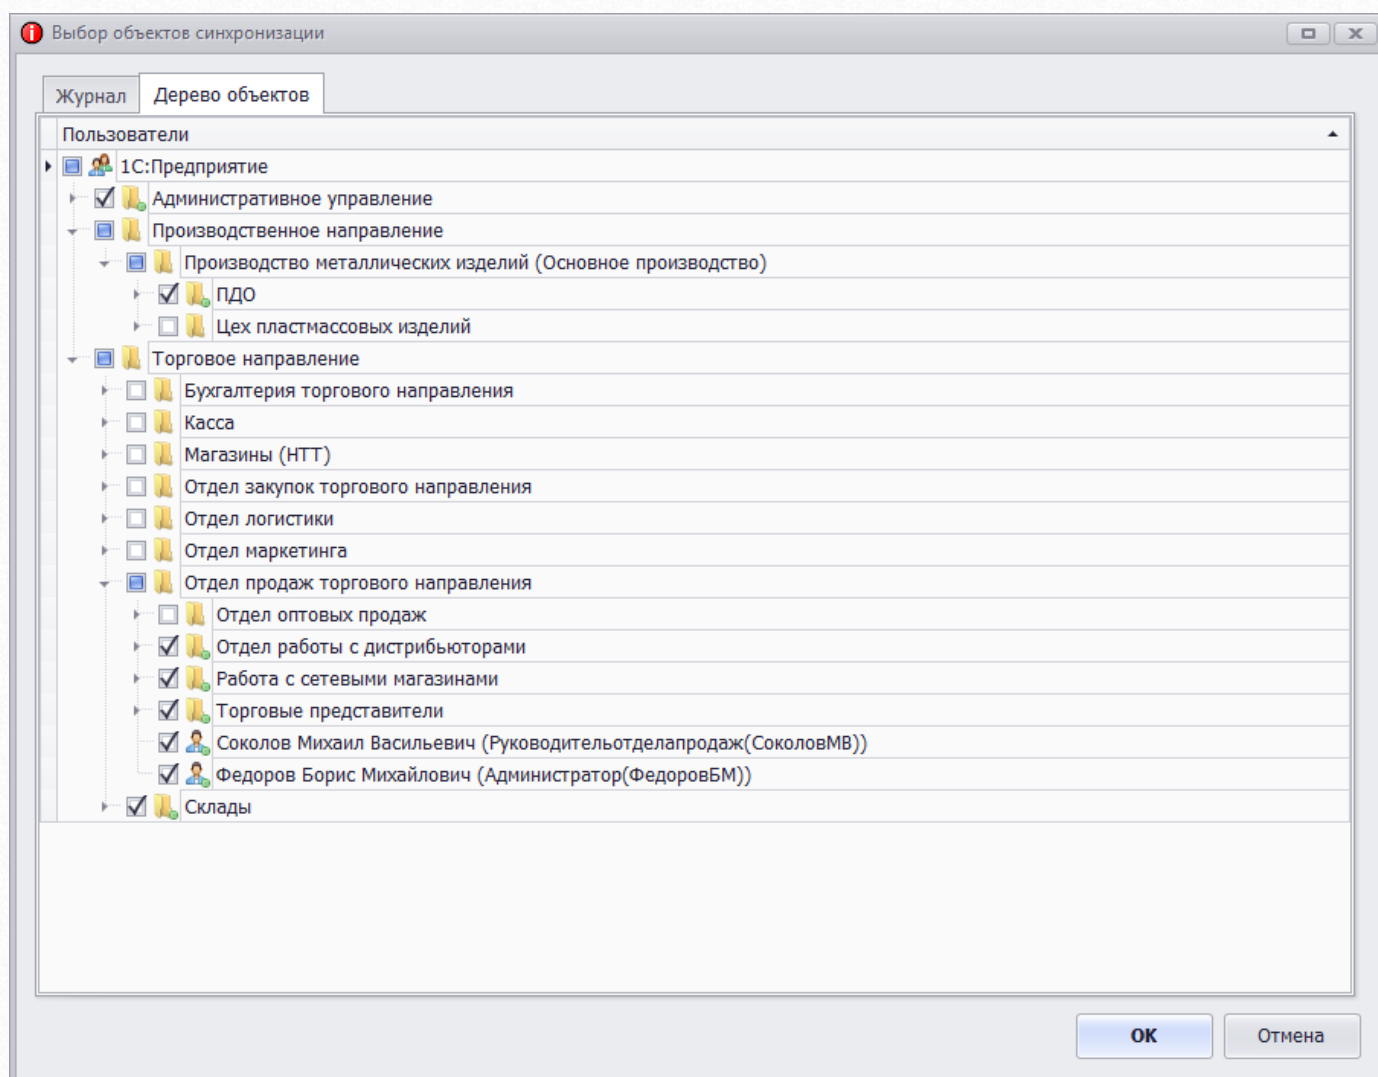 Выбор объектов синхронизации
Журнал
Дерево объектов
Пользователи
1С:Предприятие
Административное управление
Производственное направление
Производство металлических изделий (Основное производство)
ПДО
Цех пластмассовых изделий
Торговое направление
Бухгалтерия торгового направления
Касса
Магазины (НТТ)
Отдел закупок торгового направления
Отдел логистики
Отдел маркетинга
Отдел продаж торгового направления
Отдел оптовых продаж
Отдел работы с дистрибьюторами
Работа с сетевыми магазинами
Торговые представители
Соколов Михаил Васильевич (Руководительотделапродаж(СоколовМВ))
Федоров Борис Михайлович (Администратор(ФедоровБМ))
Склады
ОК
Отмена